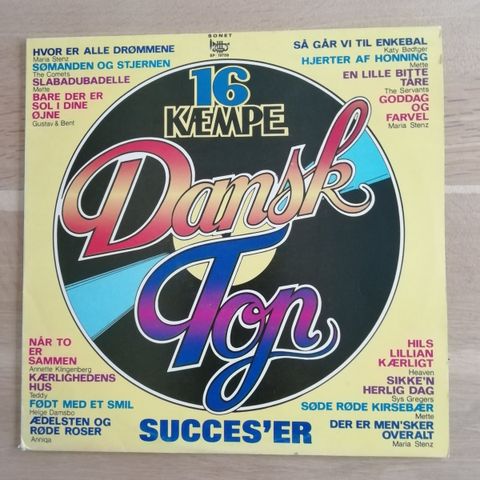 SONET
HVOR ER ALLE DRØMMENE
Maria Stenz
SØMANDEN OG STJERNEN
The Comets
SLABADUBADELLE
Mette
BARE DER ER
SOL I DINE
ØJNE
Gustav & Bent
SÅ GÅR VI TIL ENKEBAL
Katy Bødtger
HJERTER AF HONNING
Mette
EN LILLE BITTE
TÅRE
The Servants
GODDAG
OG
FARVEL
Maria Stenz
16
KÆMPE
Dansk
Top
SUCCES'ER
NÅR TO
ER
SAMMEN
Annette Klingenberg
KÆRLIGHEDENS
HUS
Teddy
FØDT MED ET SMIL
Helge Damsbo
ÆDELSTEN OG
RØDE ROSER
Anniqa
HILS
LILLIAN
KÆRLIGT
Heaven
SIKKE'N
HERLIG DAG
Sys Gregers
SØDE RØDE KIRSEBÆR
Mette
DER ER MEN'SKER
OVERALT
Maria Stenz